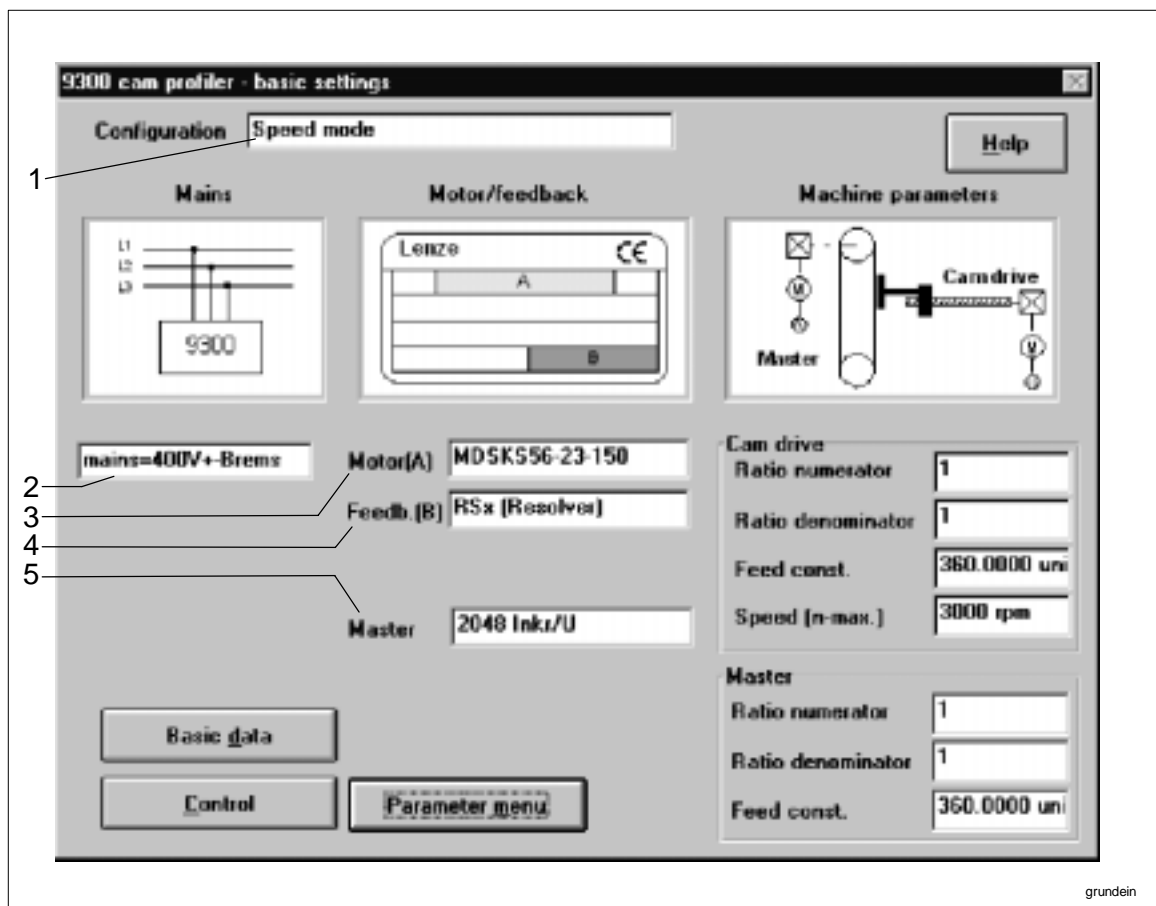 9300 cam profiler - basic settings
Configuration Speed mode
Help
1
Mains
Motor/feedback
Machine parameters
L1
L2
L3
9300
Lenze CE
A
B
M
Cam drive
Master
M
mains=400V+-Brems
2
Motor(A) MDSKS56-23-150
3
Feedb.(B) RSx (Resolver)
4
5
Master 2048 Inkr/U
Cam drive
Ratio numerator 1
Ratio denominator 1
Feed const. 360.0000 uni
Speed (n-max.) 3000 rpm
Master
Ratio numerator 1
Ratio denominator 1
Feed const. 360.0000 uni
Basic data
Control
Parameter menu
grundein